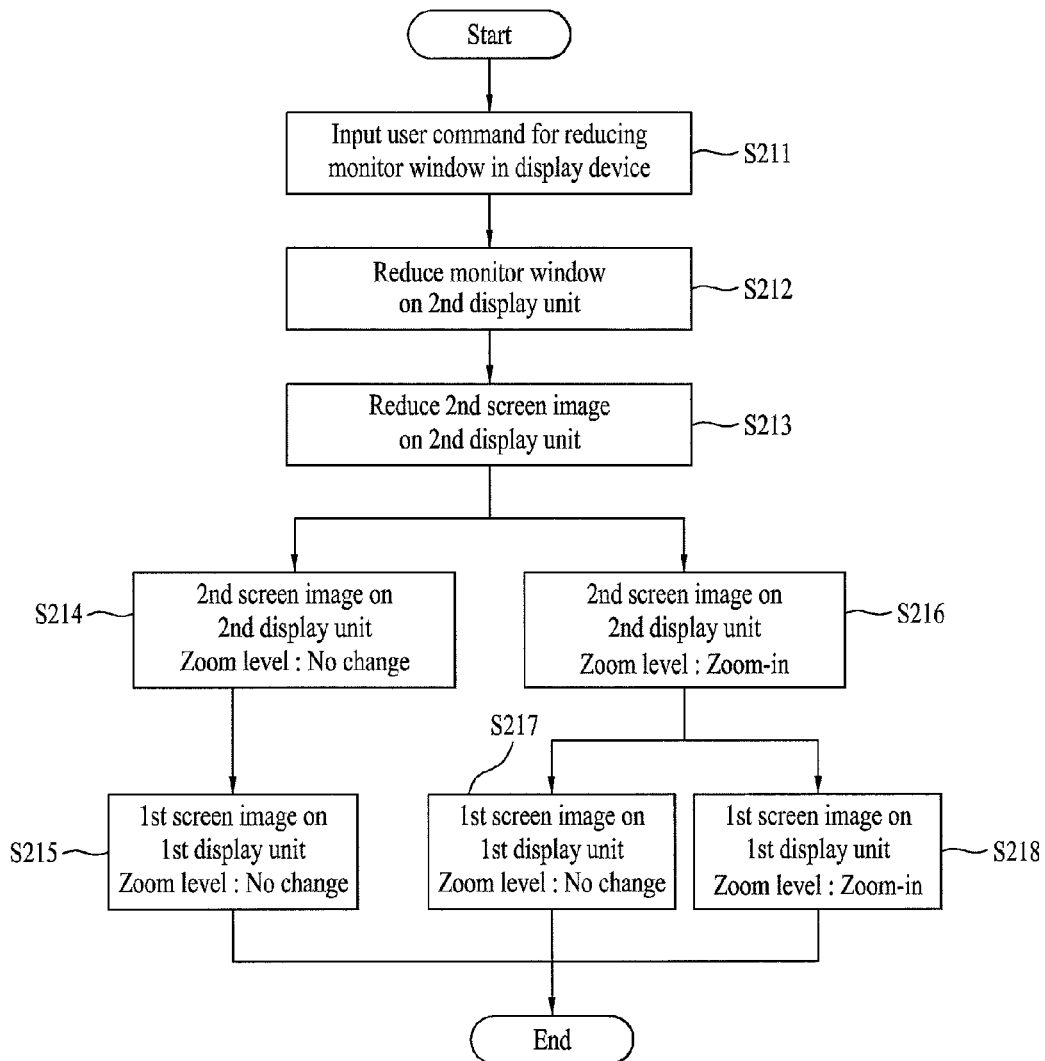 Start
Input user command for reducing
monitor window in display device
S211
Reduce monitor window
on 2nd display unit
S212
Reduce 2nd screen image
on 2nd display unit
S213
S214
2nd screen image on
2nd display unit
Zoom level : No change
2nd screen image on
2nd display unit
Zoom level : Zoom-in
S216
S217
S215
1st screen image on
1st display unit
Zoom level : No change
1st screen image on
1st display unit
Zoom level : No change
1st screen image on
1st display unit
Zoom level : Zoom-in
S218
End